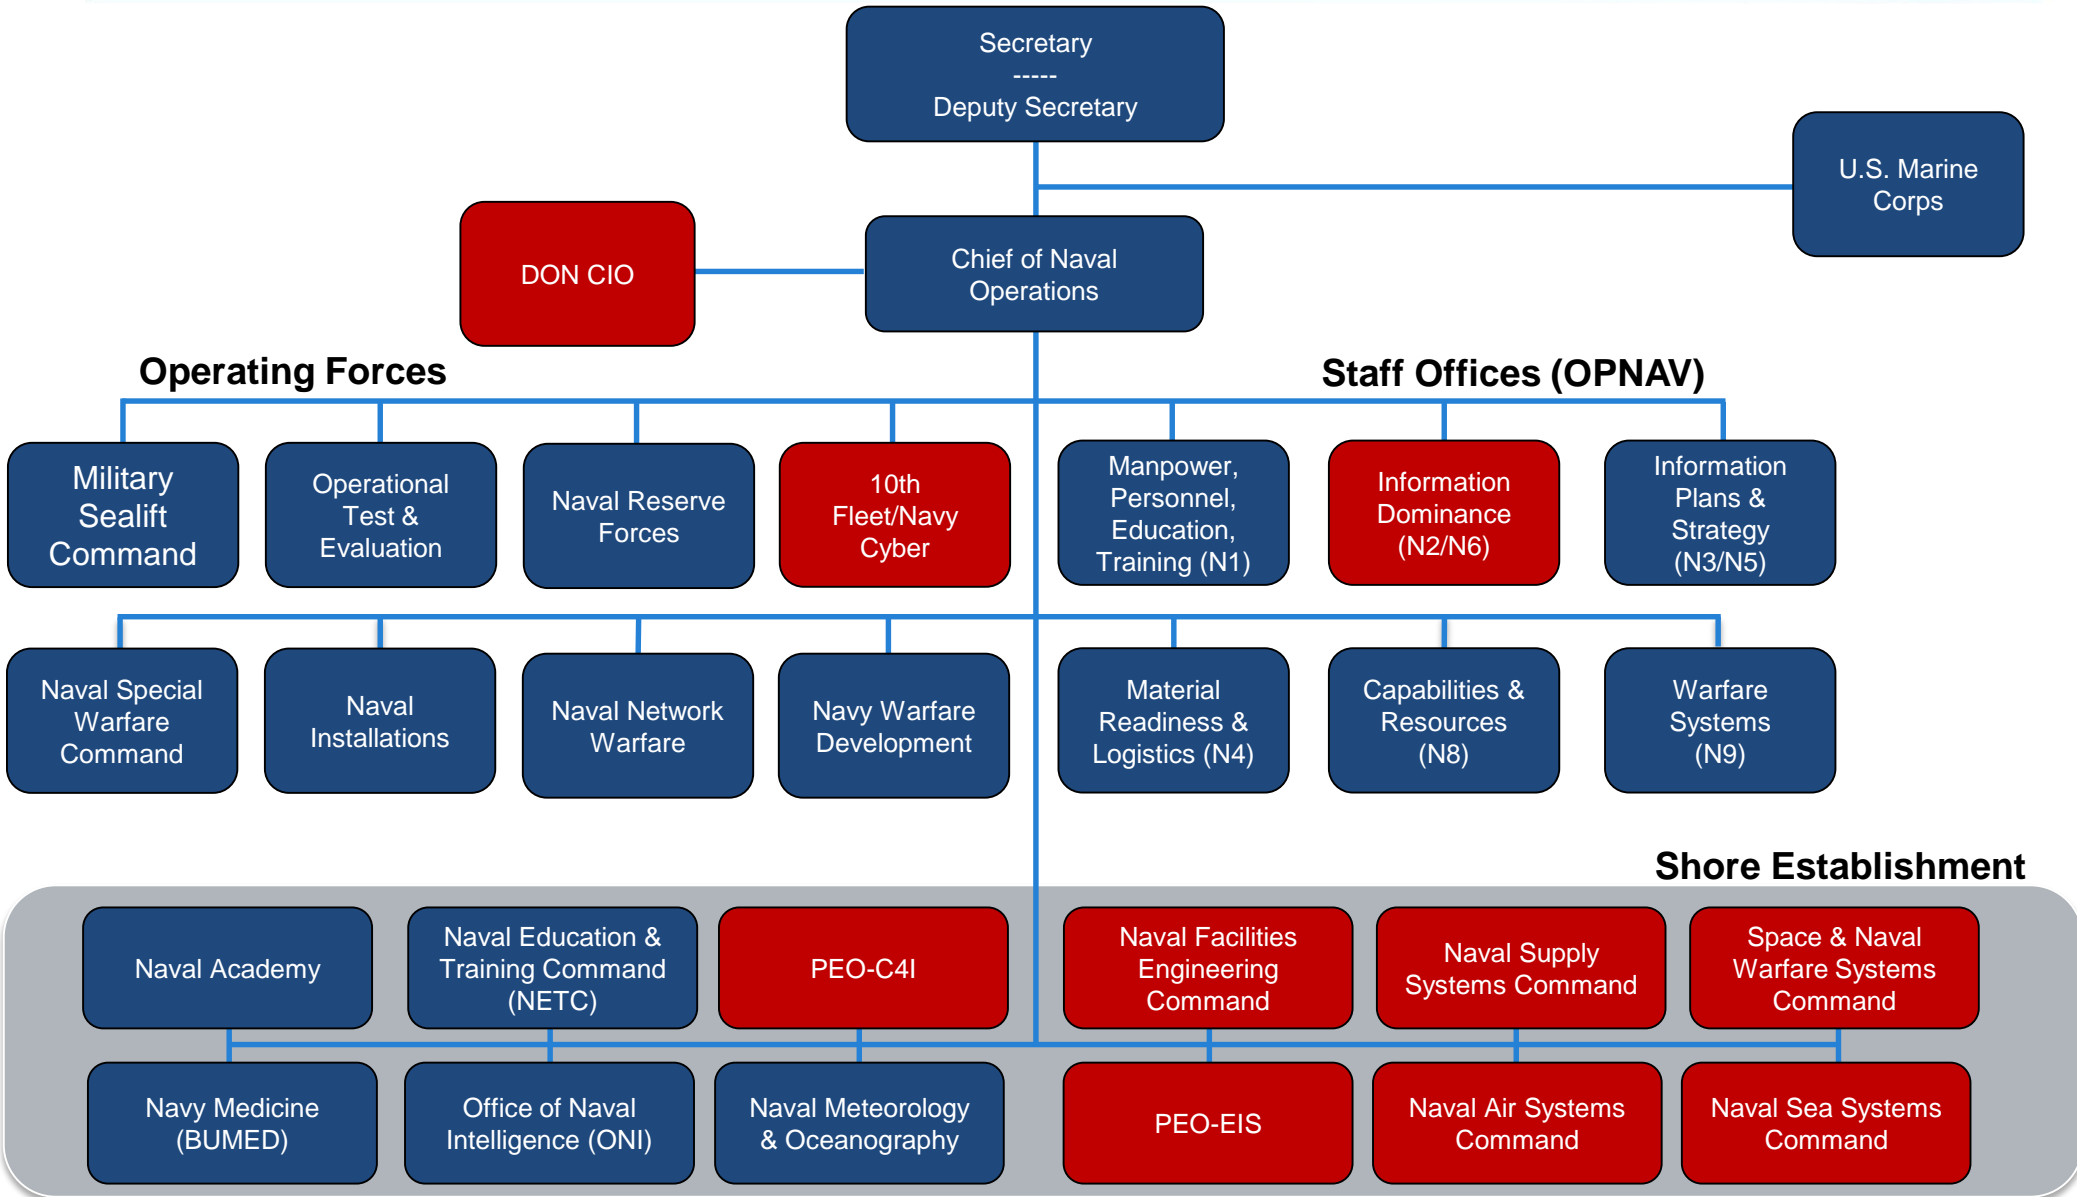 Secretary
-----
Deputy Secretary
U.S. Marine
Corps
DON CIO
Chief of Naval
Operations
Operating Forces
Staff Offices (OPNAV)
Military
Sealift
Command
Operational
Test &
Evaluation
Naval Reserve
Forces
10th
Fleet/Navy
Cyber
Manpower,
Personnel,
Education,
Training (N1)
Information
Dominance
(N2/N6)
Information
Plans &
Strategy
(N3/N5)
Naval Special
Warfare
Command
Naval
Installations
Naval Network
Warfare
Navy Warfare
Development
Material
Readiness &
Logistics (N4)
Capabilities &
Resources
(N8)
Warfare
Systems
(N9)
Shore Establishment
Naval Academy
Naval Education &
Training Command
(NETC)
PEO-C4I
Naval Facilities
Engineering
Command
Naval Supply
Systems Command
Space & Naval
Warfare Systems
Command
Navy Medicine
(BUMED)
Office of Naval
Intelligence (ONI)
Naval Meteorology
& Oceanography
PEO-EIS
Naval Air Systems
Command
Naval Sea Systems
Command